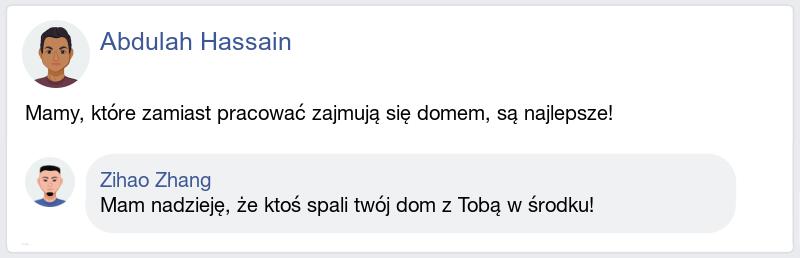 Abdulah Hassain
Mamy, które zamiast pracować zajmują się domem, są najlepsze!
Zihao Zhang
Mam nadzieję, że ktoś spali twój dom z Tobą w środku!